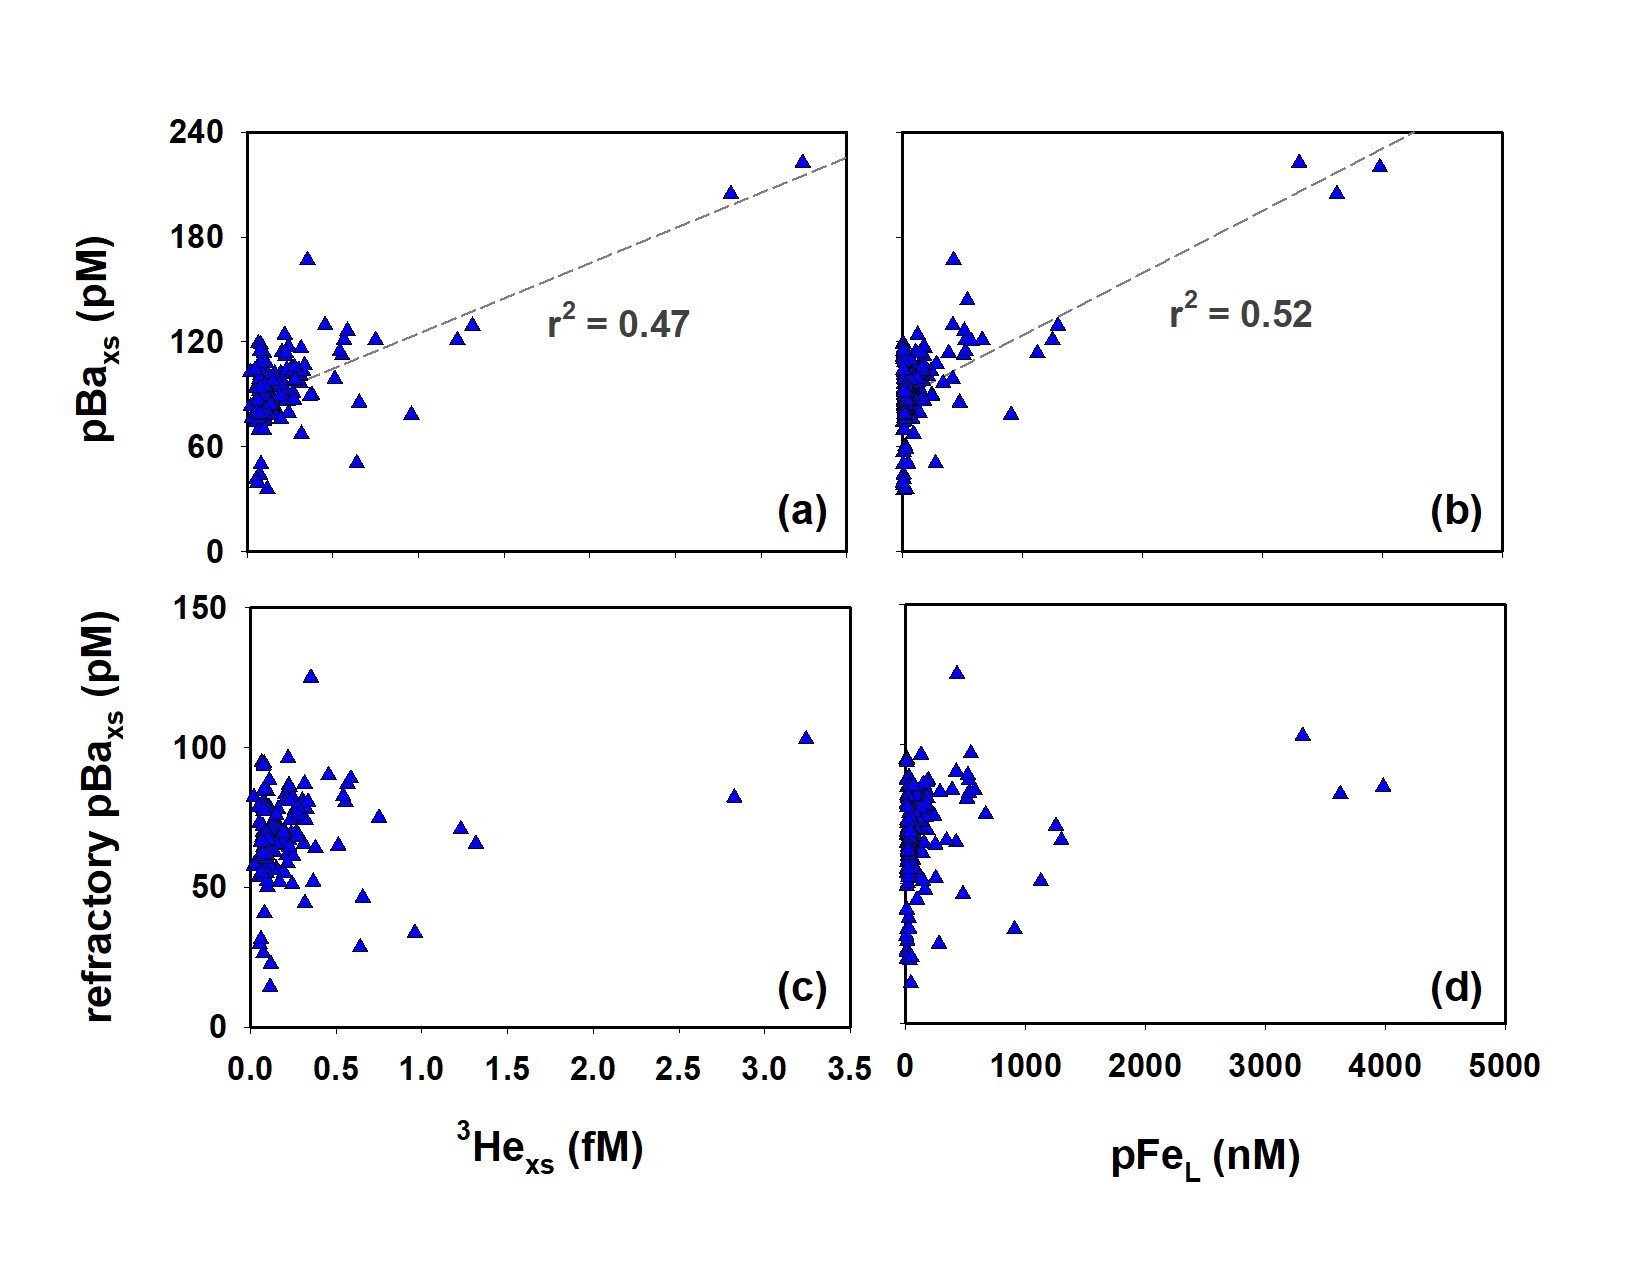 240
180
120
60
0
pBaxs (pM)
r2 = 0.47
(a)
r2 = 0.52
(b)
150
100
50
0
refractory pBaxs (pM)
(c)
(d)
0.0 0.5 1.0 1.5 2.0 2.5 3.0 3.5
0 1000 2000 3000 4000 5000
3Hexs (fM)
pFeL (nM)